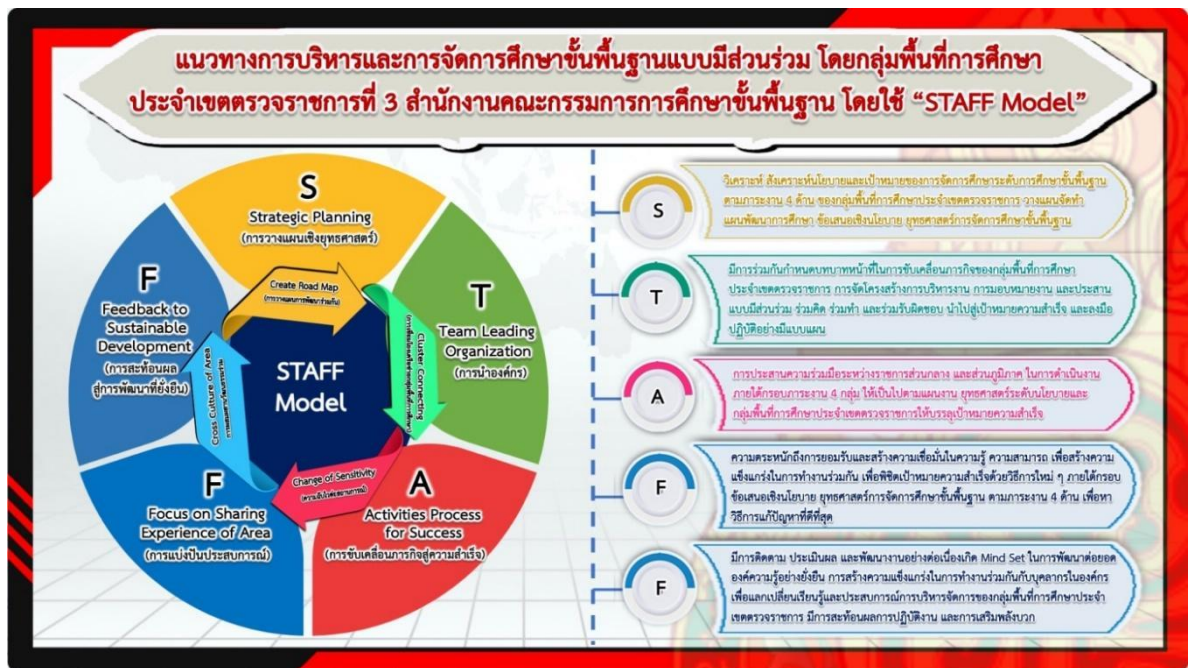 แนวทางการบริหารและการจัดการศึกษาขั้นพื้นฐานแบบมีส่วนร่วม โดยกลุ่มพื้นที่การศึกษา
ประจำเขตตรวจราชการที่ 3 สำนักงานคณะกรรมการการศึกษาขั้นพื้นฐาน โดยใช้ “STAFF Model”
S
Strategic Planning
(การวางแผนเชิงยุทธศาสตร์)
T
Team Leading
Organization
(การนำองค์กร)
A
Activities Process
for Success
(การขับเคลื่อนภารกิจสู่ความสำเร็จ)
F
Focus on Sharing
Experience of Area
(การแบ่งปันประสบการณ์)
F
Feedback to
Sustainable
Development
(การสะท้อนผล
สู่การพัฒนาที่ยั่งยืน)
Create Road Map
(การวางแผนการพัฒนาร่วมกัน)
Cluster Connecting
Change of Sensitivity
Cross Culture of Area
STAFF
Model
S
วิเคราะห์ สังเคราะห์นโยบายและเป้าหมายของการจัดการศึกษาระดับการศึกษาขั้นพื้นฐาน
ตามภาระงาน 4 ด้าน ของกลุ่มพื้นที่การศึกษาประจำเขตตรวจราชการ วางแผนจัดทำ
แผนพัฒนาการศึกษา ข้อเสนอเชิงนโยบาย ยุทธศาสตร์การจัดการศึกษาขั้นพื้นฐาน
T
มีการร่วมกันกำหนดบทบาทหน้าที่ในการขับเคลื่อนภารกิจของกลุ่มพื้นที่การศึกษา
ประจำเขตตรวจราชการ การจัดโครงสร้างการบริหารงาน การมอบหมายงาน และประสาน
แบบมีส่วนร่วม ร่วมคิด ร่วมทำ และร่วมรับผิดชอบ นำไปสู่เป้าหมายความสำเร็จ และลงมือ
ปฏิบัติอย่างมีแบบแผน
A
การประสานความร่วมมือระหว่างราชการส่วนกลาง และส่วนภูมิภาค ในการดำเนินงาน
ภายใต้กรอบภาระงาน 4 กลุ่ม ให้เป็นไปตามแผนงาน ยุทธศาสตร์ระดับนโยบายและ
กลุ่มพื้นที่การศึกษาประจำเขตตรวจราชการให้บรรลุเป้าหมายความสำเร็จ
F
ความตระหนักถึงการยอมรับและสร้างความเชื่อมั่นในความรู้ ความสามารถ เพื่อสร้างความ
แข็งแกร่งในการทำงานร่วมกัน เพื่อพิชิตเป้าหมายความสำเร็จด้วยวิธีการใหม่ ๆ ภายใต้กรอบ
ข้อเสนอเชิงนโยบาย ยุทธศาสตร์การจัดการศึกษาขั้นพื้นฐาน ตามภาระงาน 4 ด้าน เพื่อหา
วิธีการแก้ปัญหาที่ดีที่สุด
F
มีการติดตาม ประเมินผล และพัฒนางานอย่างต่อเนื่องเกิด Mind Set ในการพัฒนาต่อยอด
องค์ความรู้อย่างยั่งยืน การสร้างความแข็งแกร่งในการทำงานร่วมกันกับบุคลากรในองค์กร
เพื่อแลกเปลี่ยนเรียนรู้และประสบการณ์การบริหารจัดการของกลุ่มพื้นที่การศึกษาประจำ
เขตตรวจราชการ มีการสะท้อนผลการปฏิบัติงาน และการเสริมพลังบวก